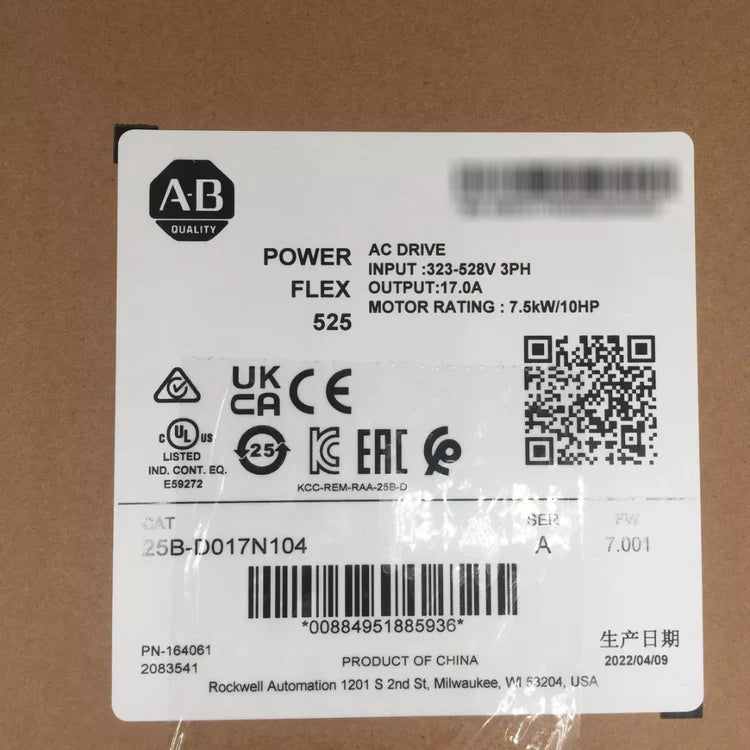 A-B
QUALITY
POWER
FLEX
525
AC DRIVE
INPUT :323-528V 3PH
OUTPUT:17.0A
MOTOR RATING : 7.5kW/10HP
UK
CA CE
C UL US
LISTED
IND. CONT. EQ.
E59272
25
EAC
KCC-REM-RAA-25B-D
CAT
25B-D017N104
SER
A
FW
7.001
*00884951885936*
PN-164061
2083541
PRODUCT OF CHINA
Rockwell Automation 1201 S 2nd St, Milwaukee, WI 53204, USA
生产日期
2022/04/09